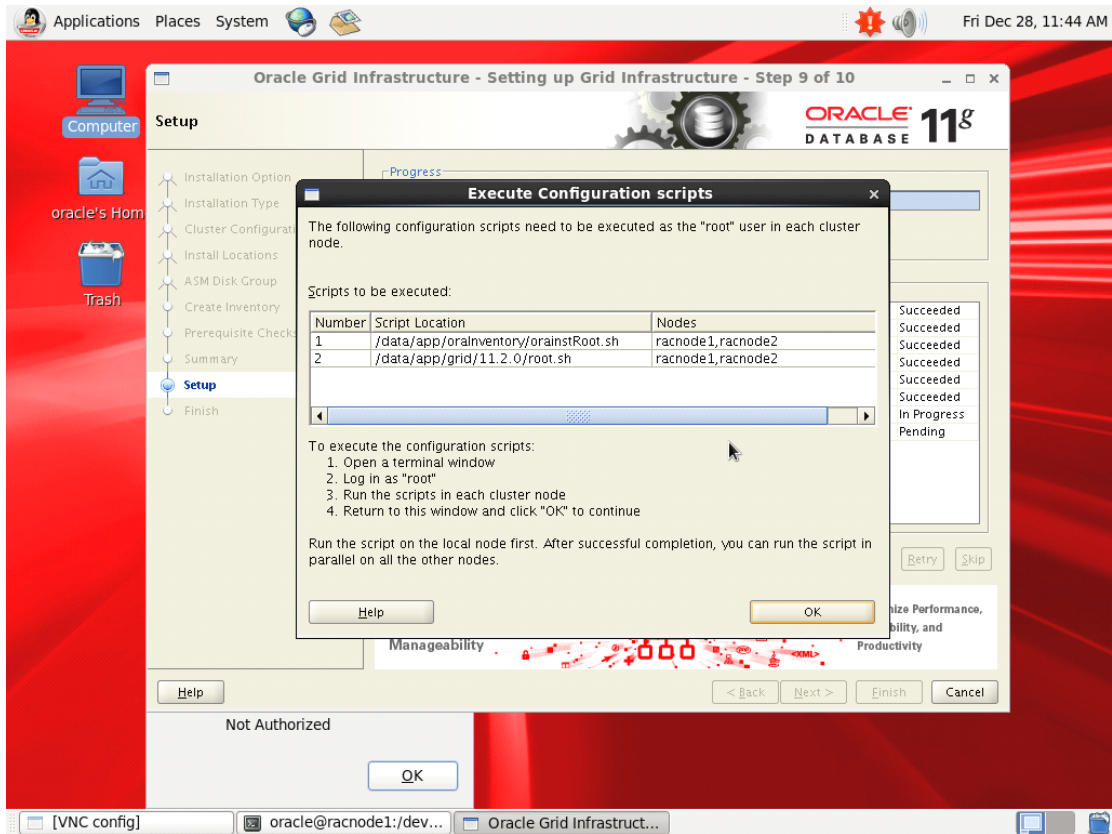 Applications Places System
Fri Dec 28, 11:44 AM
Computer
oracle's Hom
Trash
Oracle Grid Infrastructure - Setting up Grid Infrastructure - Step 9 of 10
Setup
ORACLE
DATABASE
11g
Installation Option
Installation Type
Cluster Configurati
Install Locations
ASM Disk Group
Create Inventory
Prerequisite Checks
Summary
Setup
Finish
Progress
Execute Configuration scripts
The following configuration scripts need to be executed as the "root" user in each cluster
node.
Scripts to be executed:
Number Script Location Nodes
1 /data/app/oraInventory/orainstRoot.sh racnode1,racnode2
2 /data/app/grid/11.2.0/root.sh racnode1,racnode2
To execute the configuration scripts:
1. Open a terminal window
2. Log in as "root"
3. Run the scripts in each cluster node
4. Return to this window and click "OK" to continue
Run the script on the local node first. After successful completion, you can run the script in
parallel on all the other nodes.
Help
OK
Succeeded
Succeeded
Succeeded
Succeeded
Succeeded
Succeeded
In Progress
Pending
Retry Skip
Performance,
and
Productivity
Manageability
<XML>
Help
< Back Next > Finish Cancel
Not Authorized
OK
[VNC config]
oracle@racnode1:/dev...
Oracle Grid Infrastruct...